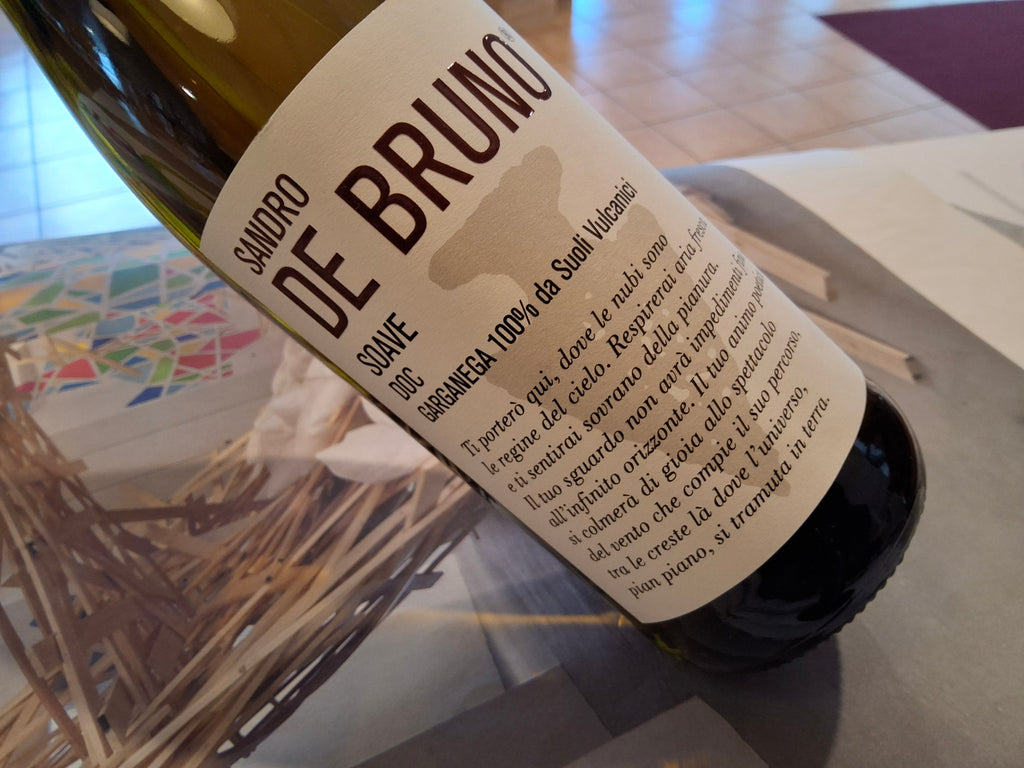 SANDRO
DE BRUNO
SOAVE
DOC
GARGANEGA 100% da Suoli Vulcanici
Ti porterò qui, dove le nubi sono
le regine del cielo. Respirerai aria
e ti sentirai sovrano della pianura.
Il tuo sguardo non avrà impedimenti
all'infinito orizzonte. Il tuo animo
si colmerà di gioia allo spettacolo
del vento che compie il suo percorso,
tra le creste là dove l'universo,
pian piano, si tramuta in terra.